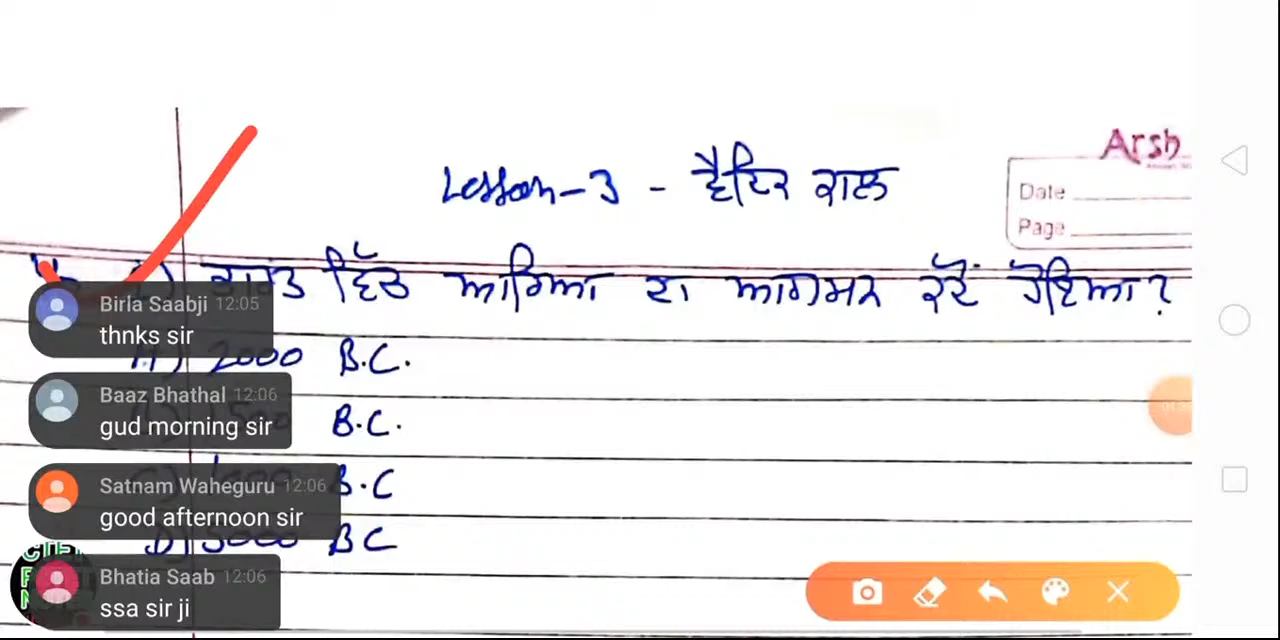 Arsh
Lesson-3 - ਵੈਦਿਕ ਕਾਲ
Date
Page
ਭਾਰਤ ਵਿੱਚ ਆਰਿਆ ਦਾ ਆਗਮਨ ਕਦੋਂ ਹੋਇਆ?
Birla Saabji 12:05
thnks sir
A) 2000 B.C.
Baaz Bhathal 12:06
gud morning sir
B.C.
Satnam Waheguru 12:06
good afternoon sir
B.C
D) 3000 BC
Bhatia Saab 12:06
ssa sir ji